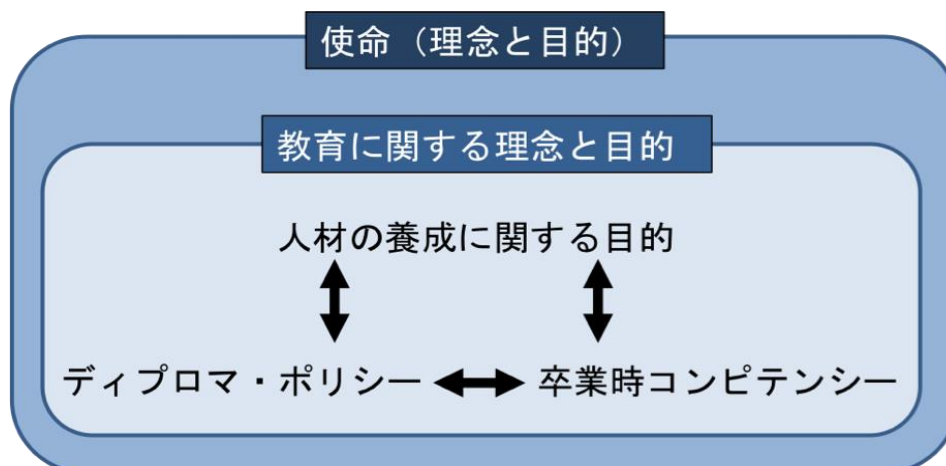 使命（理念と目的）
教育に関する理念と目的
人材の養成に関する目的
ディプロマ・ポリシー
卒業時コンピテンシー